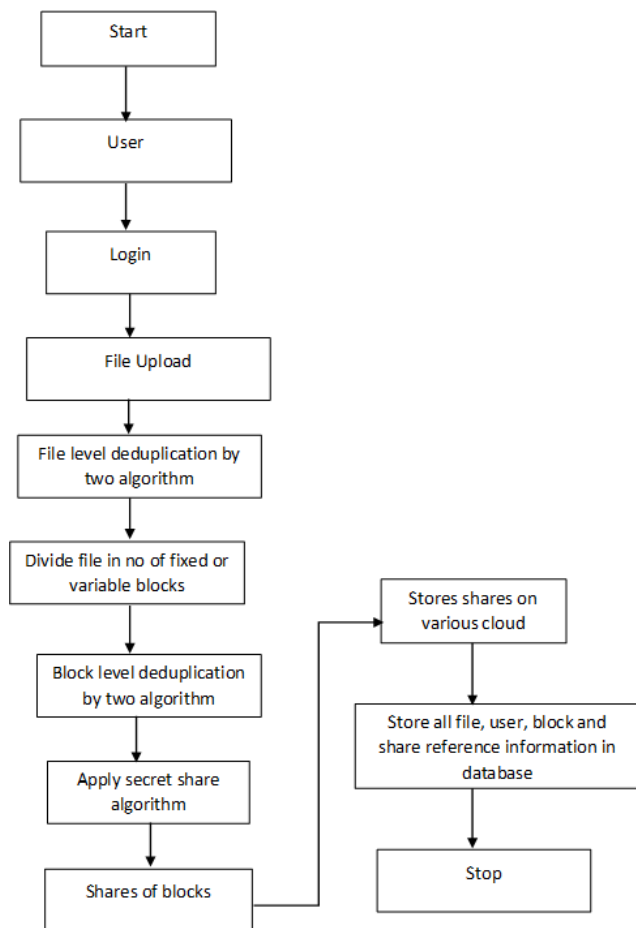 Start
User
Login
File Upload
File level deduplication by
two algorithm
Divide file in no of fixed or
variable blocks
Block level deduplication
by two algorithm
Apply secret share
algorithm
Shares of blocks
Stores shares on
various cloud
Store all file, user, block and
share reference information in
database
Stop